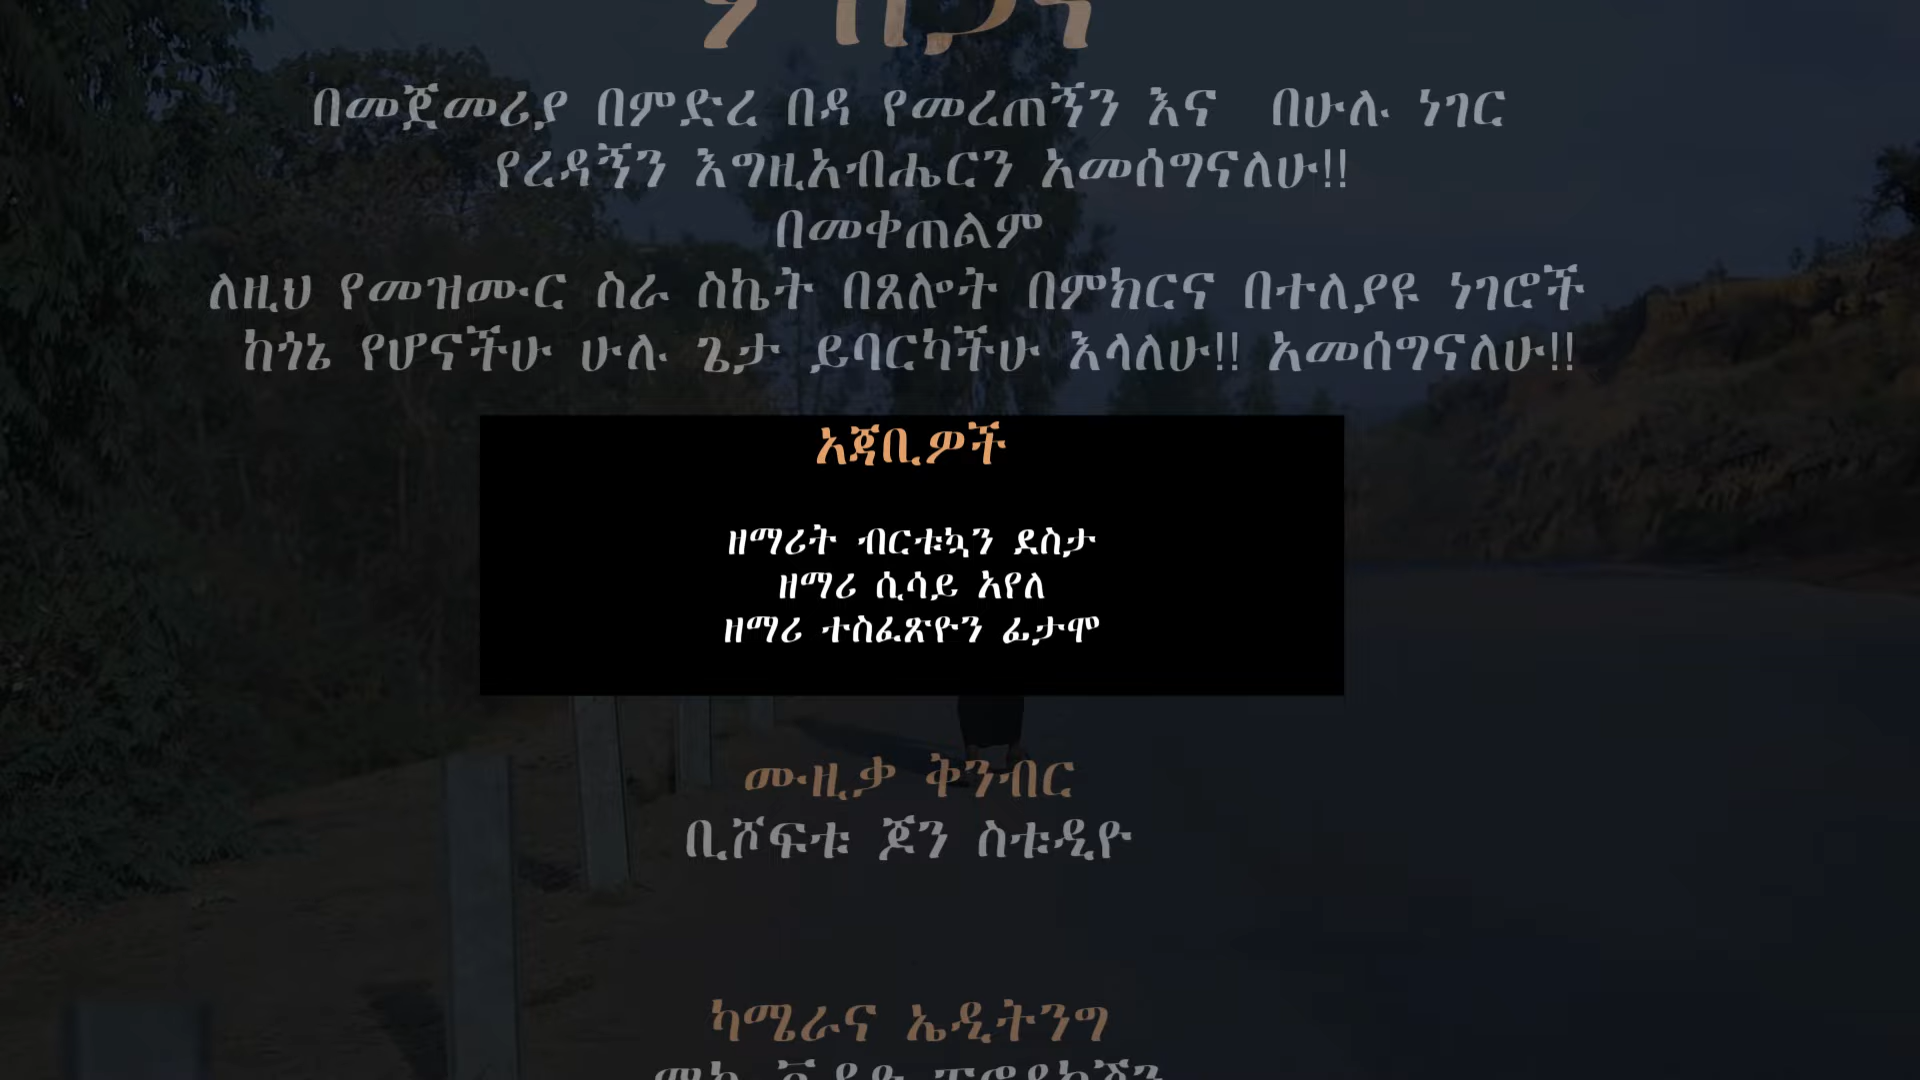 በመጀመሪያ በምድረ በዳ የመረጠኝን እና በሁሉ ነገር
የረዳኝን እግዚአብሔርን አመሰግናለሁ!!
በመቀጠልም
ለዚህ የመዝሙር ስራ ስኬት በጸሎት በምክርና በተለያዩ ነገሮች
ከጎኔ የሆናችሁ ሁሉ ጌታ ይባርካችሁ እላለሁ!! አመሰግናለሁ!!
አጃቢዎች
ዘማሪት ብርቱኳን ደስታ
ዘማሪ ሲሳይ አየለ
ዘማሪ ተስፈጽዮን ፊታሞ
ሙዚቃ ቅንብር
ቢሾፍቱ ጆን ስቱዲዮ
ካሜራና ኤዲትንግ